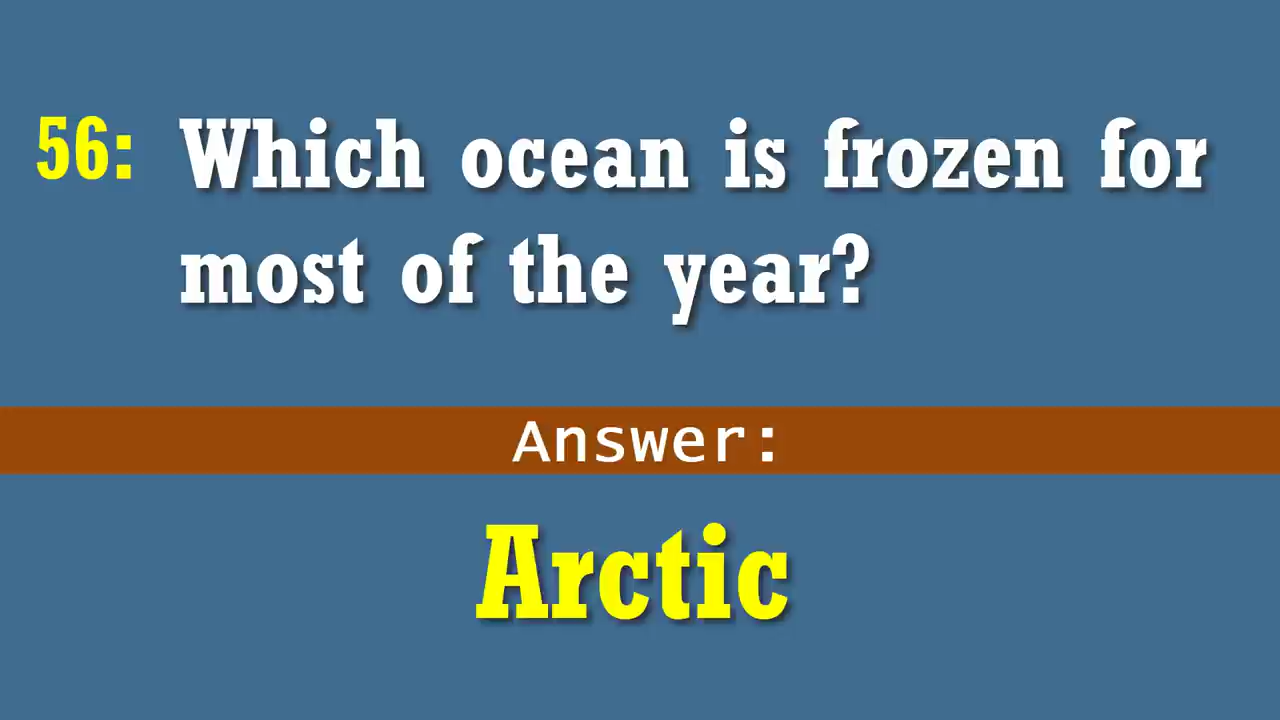 56: Which ocean is frozen for
most of the year?
Answer:
Arctic